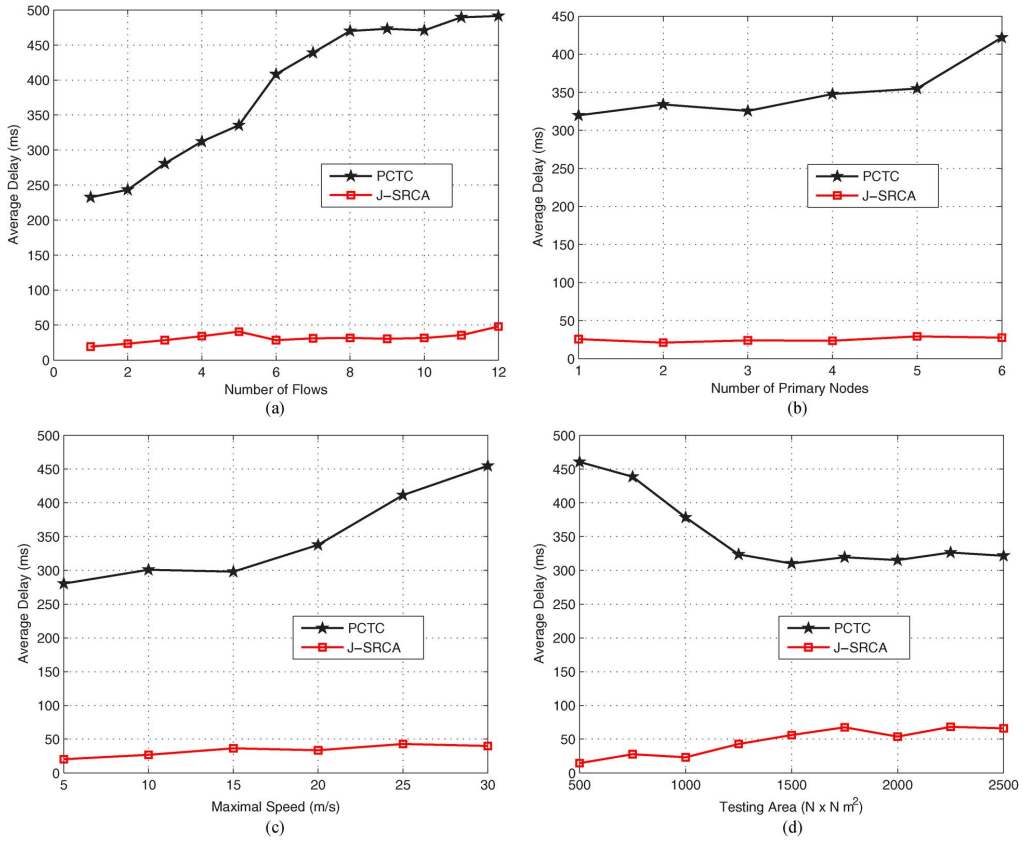 500
450
400
350
300
250
200
150
100
50
0
Average Delay (ms)
PCTC
J-SRCA
0 2 4 6 8 10 12
Number of Flows
(a)
450
400
350
300
250
200
150
100
50
0
Average Delay (ms)
PCTC
J-SRCA
1 2 3 4 5 6
Number of Primary Nodes
(b)
500
450
400
350
300
250
200
150
100
50
0
Average Delay (ms)
PCTC
J-SRCA
5 10 15 20 25 30
Maximal Speed (m/s)
(c)
500
450
400
350
300
250
200
150
100
50
0
Average Delay (ms)
PCTC
J-SRCA
500 1000 1500 2000 2500
Testing Area (N x N m²)
(d)